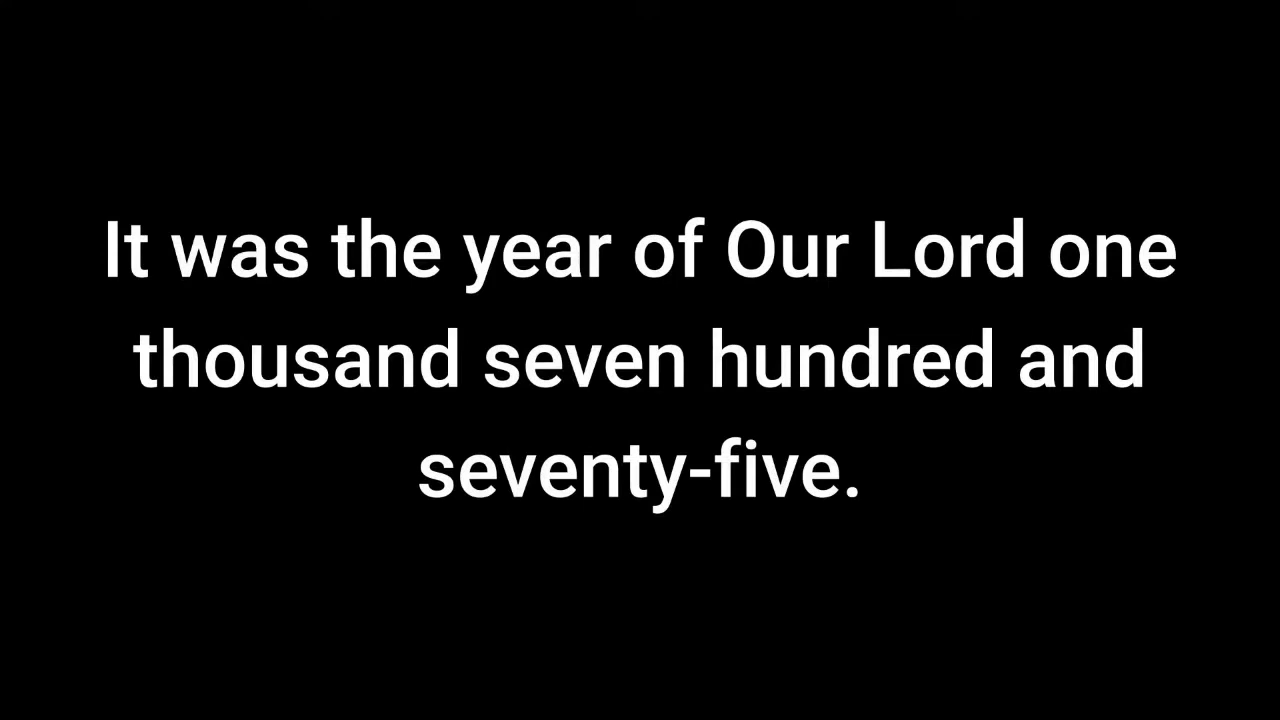 It was the year of Our Lord one
thousand seven hundred and
seventy-five.